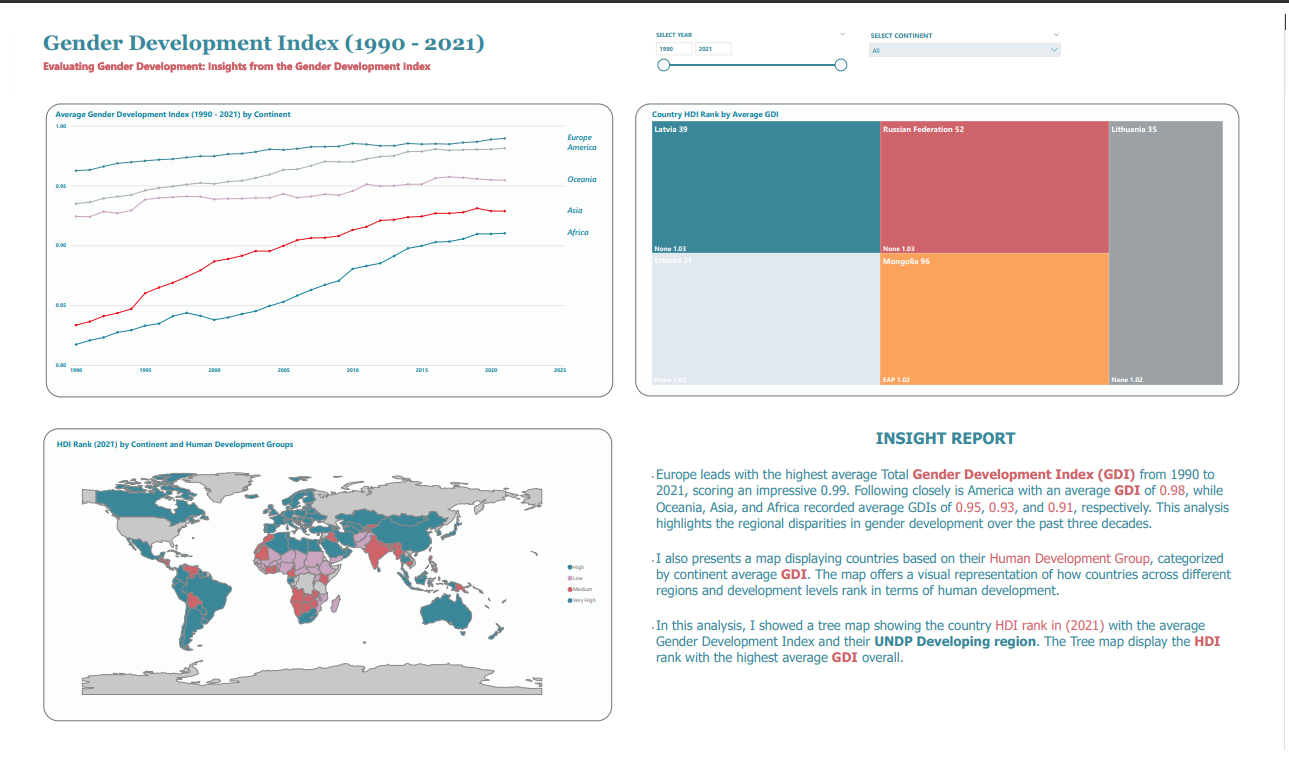 Gender Development Index (1990 - 2021)
Evaluating Gender Development: Insights from the Gender Development Index
SELECT YEAR
1990
2021
SELECT CONTINENT
All
Average Gender Development Index (1990 - 2021) by Continent
1.00
0.95
0.90
0.85
0.80
1990
1995
2000
2005
2010
2015
2020
2025
Europe
America
Oceania
Asia
Africa
Country HDI Rank by Average GDI
Latvia 39
None 1.03
Russian Federation 52
None 1.03
Lithuania 35
None 1.02
Estonia 31
None 1.03
Mongolia 96
EAP 1.02
HDI Rank (2021) by Continent and Human Development Groups
High
Low
Medium
Very High
INSIGHT REPORT
.Europe leads with the highest average Total Gender Development Index (GDI) from 1990 to
2021, scoring an impressive 0.99. Following closely is America with an average GDI of 0.98, while
Oceania, Asia, and Africa recorded average GDIs of 0.95, 0.93, and 0.91, respectively. This analysis
highlights the regional disparities in gender development over the past three decades.
.I also presents a map displaying countries based on their Human Development Group, categorized
by continent average GDI. The map offers a visual representation of how countries across different
regions and development levels rank in terms of human development.
.In this analysis, I showed a tree map showing the country HDI rank in (2021) with the average
Gender Development Index and their UNDP Developing region. The Tree map display the HDI
rank with the highest average GDI overall.